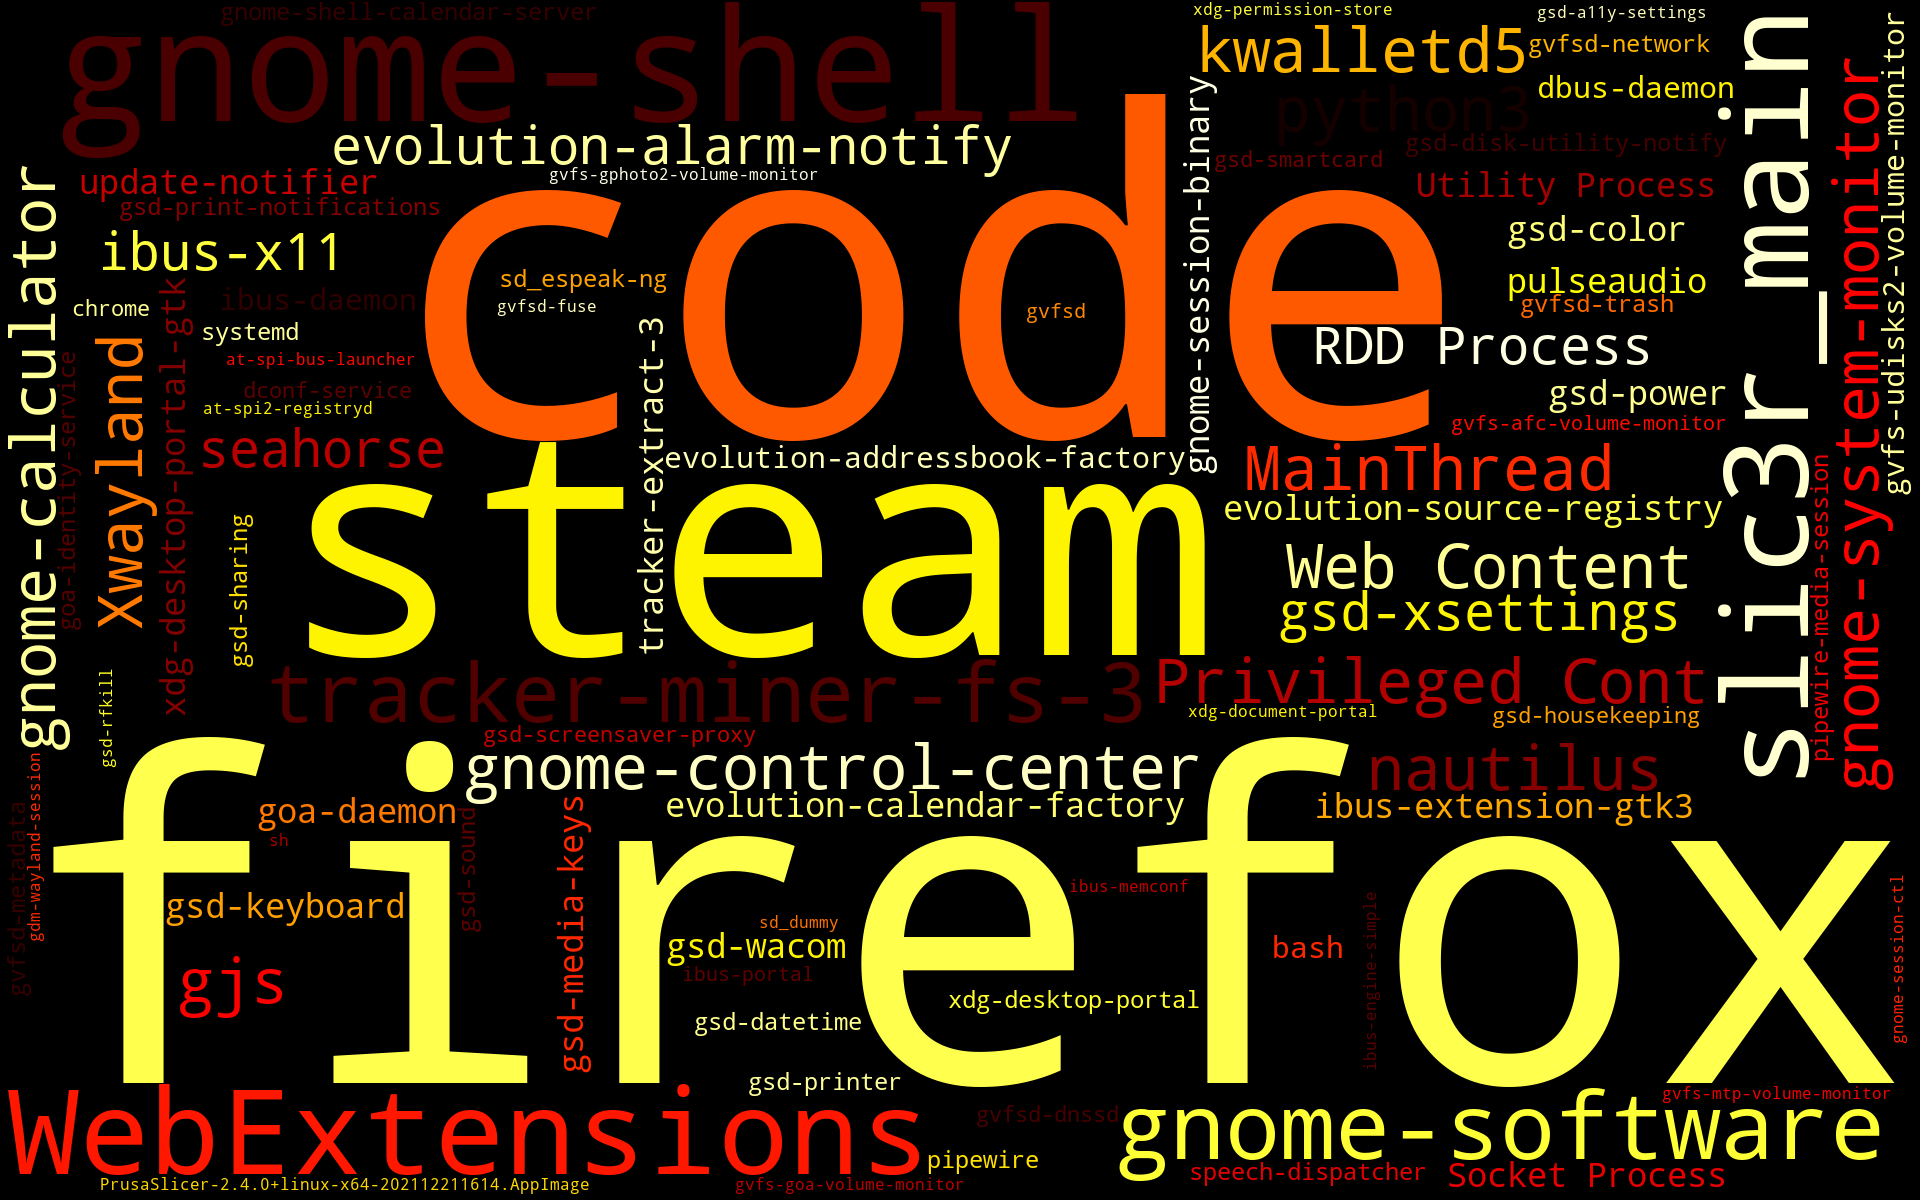 gnome-shell-calendar-server
xdg-permission-store
gsd-a11y-settings
gnome-shell
kwalletd5
gvfsd-network
dbus-daemon
python3
gsd-disk-utility-notify
evolution-alarm-notify
gsd-smartcard
gvfs-gphoto2-volume-monitor
update-notifier
Utility Process
gsd-print-notifications
code
slic3r_main
gnome-system-monitor
gvfs-udisks2-volume-monitor
gnome-session-binary
gsd-color
ibus-x11
sd_espeak-ng
pulseaudio
ibus-daemon
gvfsd-fuse
gvfsd
gvfsd-trash
chrome
systemd
RDD Process
at-spi-bus-launcher
dconf-service
gsd-power
at-spi2-registryd
gvfs-afc-volume-monitor
gnome-calculator
goa-identity-service
Xwayland
xdg-desktop-portal-gtk
seahorse
tracker-extract-3
evolution-addressbook-factory
MainThread
evolution-source-registry
steam
gsd-sharing
Web Content
gsd-xsettings
pipewire-media-session
tracker-miner-fs-3
Privileged Cont
xdg-document-portal
gsd-housekeeping
gsd-rfkill
gsd-screensaver-proxy
gnome-control-center
nautilus
firefox
goa-daemon
evolution-calendar-factory
ibus-extension-gtk3
sh
gsd-sound
gsd-media-keys
gvfsd-metadata
gdm-wayland-session
ibus-memconf
gsd-keyboard
sd_dummy
gsd-wacom
bash
ibus-engine-simple
gnome-session-ctl
ibus-portal
gjs
xdg-desktop-portal
gsd-datetime
gsd-printer
WebExtensions
gvfsd-dnssd
gnome-software
gvfs-mtp-volume-monitor
pipewire
speech-dispatcher
Socket Process
PrusaSlicer-2.4.0+linux-x64-202112211614.AppImage
gvfs-goa-volume-monitor